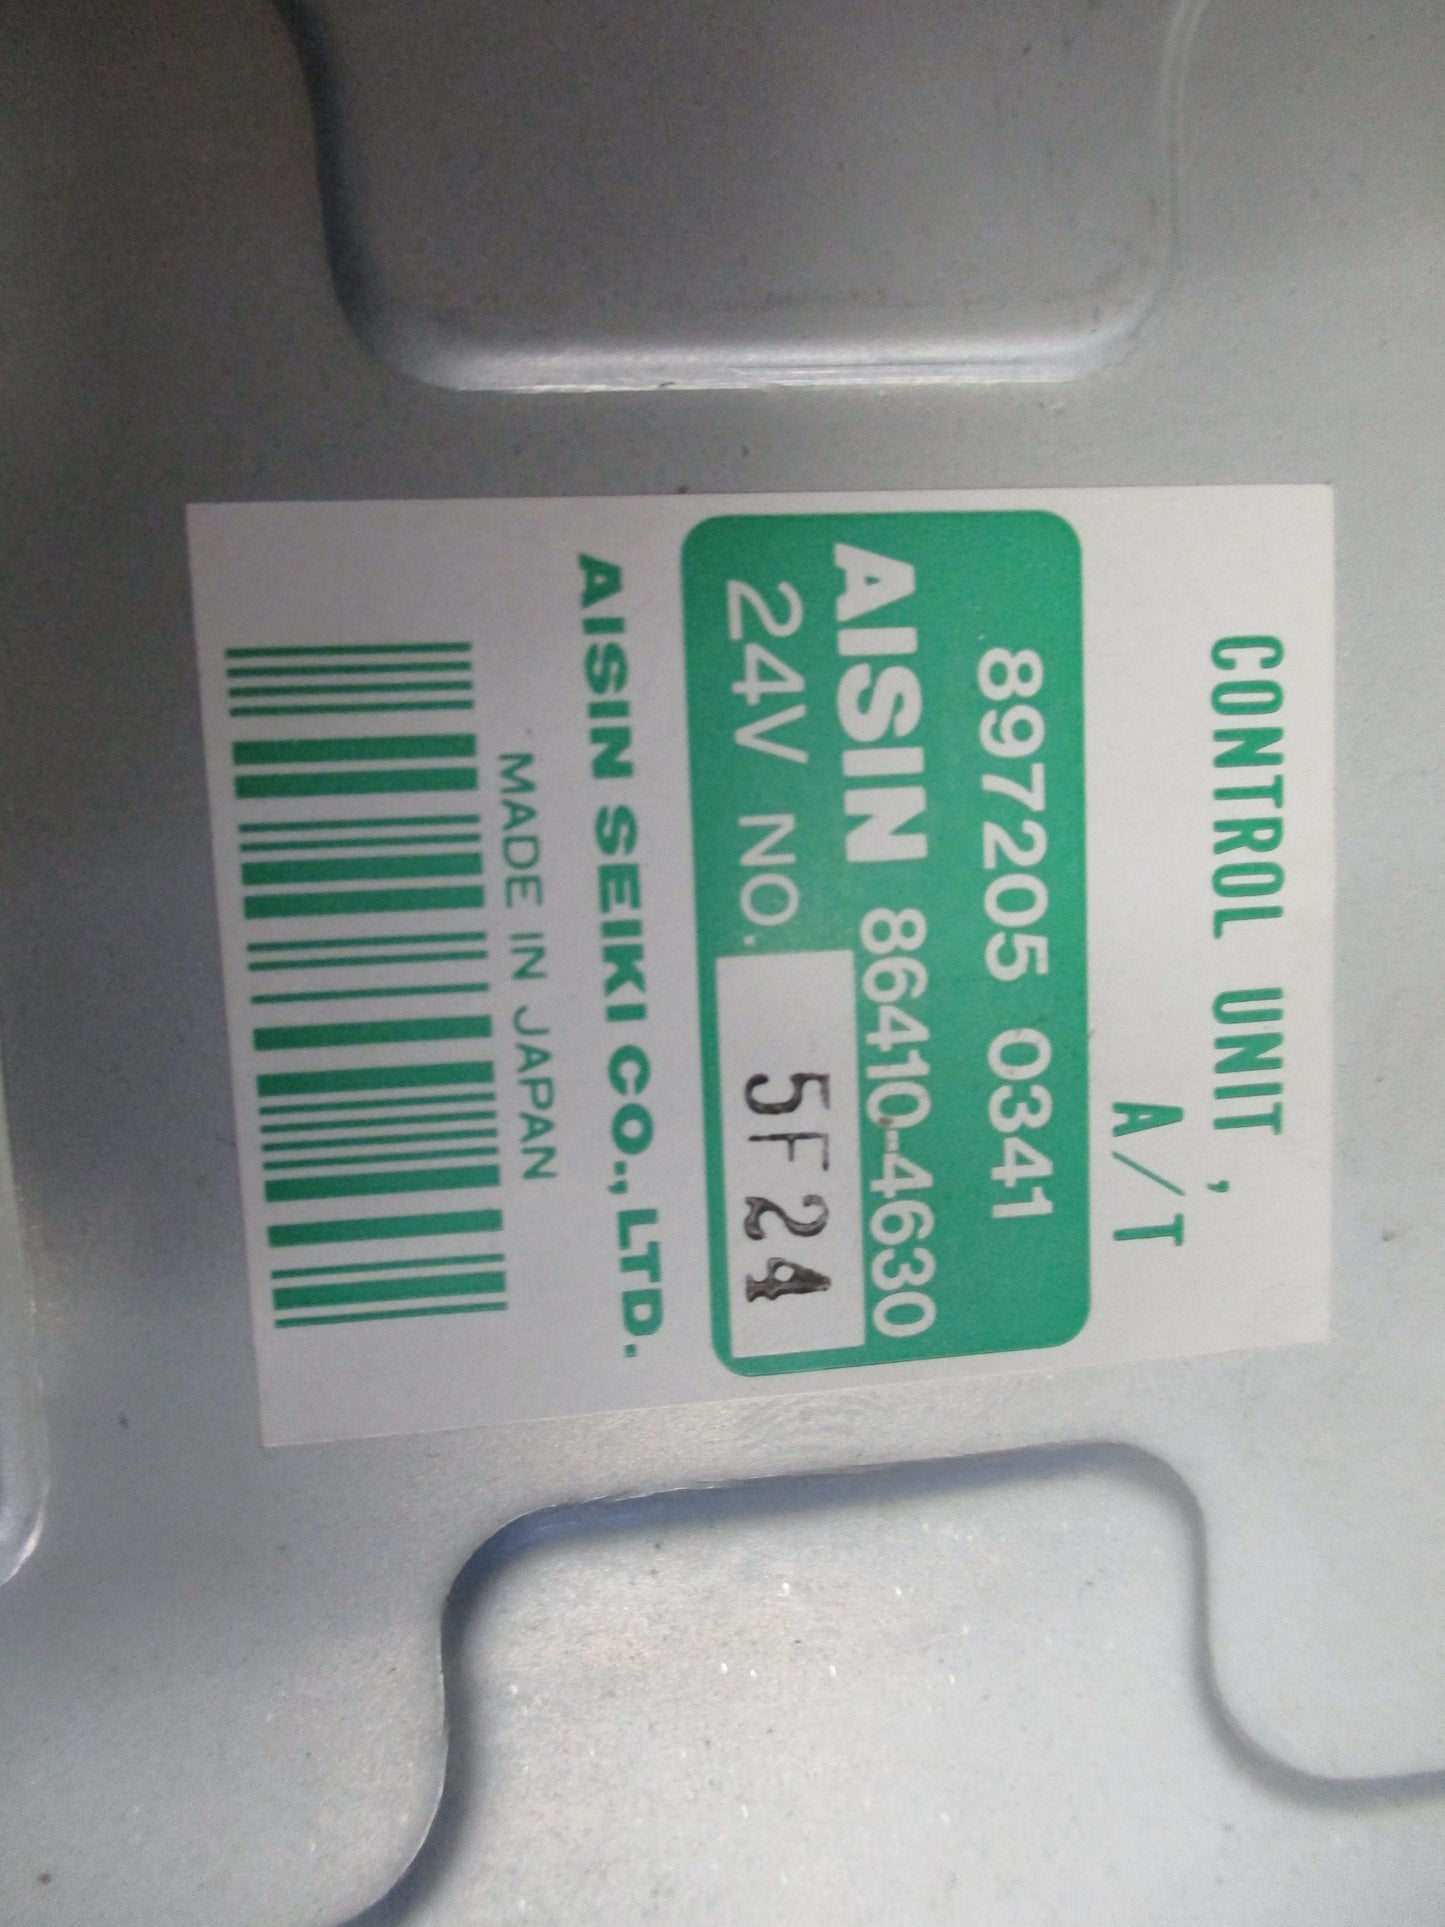 CONTROL UNIT,
A/T
897205 0341
AISIN 86410-4630
24V NO. 5F24
AISIN SEIKI CO., LTD.
MADE IN JAPAN